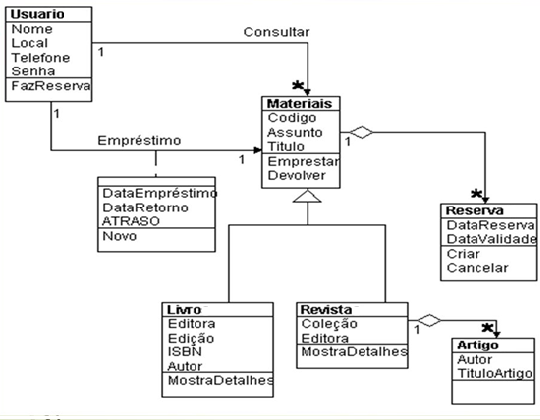 Usuario
Nome
Local
Telefone
Senha
FazReserva
Consultar
1
*
1
Empréstimo
1
Materiais
Codigo
Assunto
Titulo
Emprestar
Devolver
1
*
DataEmpréstimo
DataRetorno
ATRASO
Novo
Reserva
DataReserva
DataValidade
Criar
Cancelar
Livro
Editora
Edição
ISBN
Autor
MostraDetalhes
Revista
Coleção
Editora
MostraDetalhes
1
*
Artigo
Autor
TituloArtigo